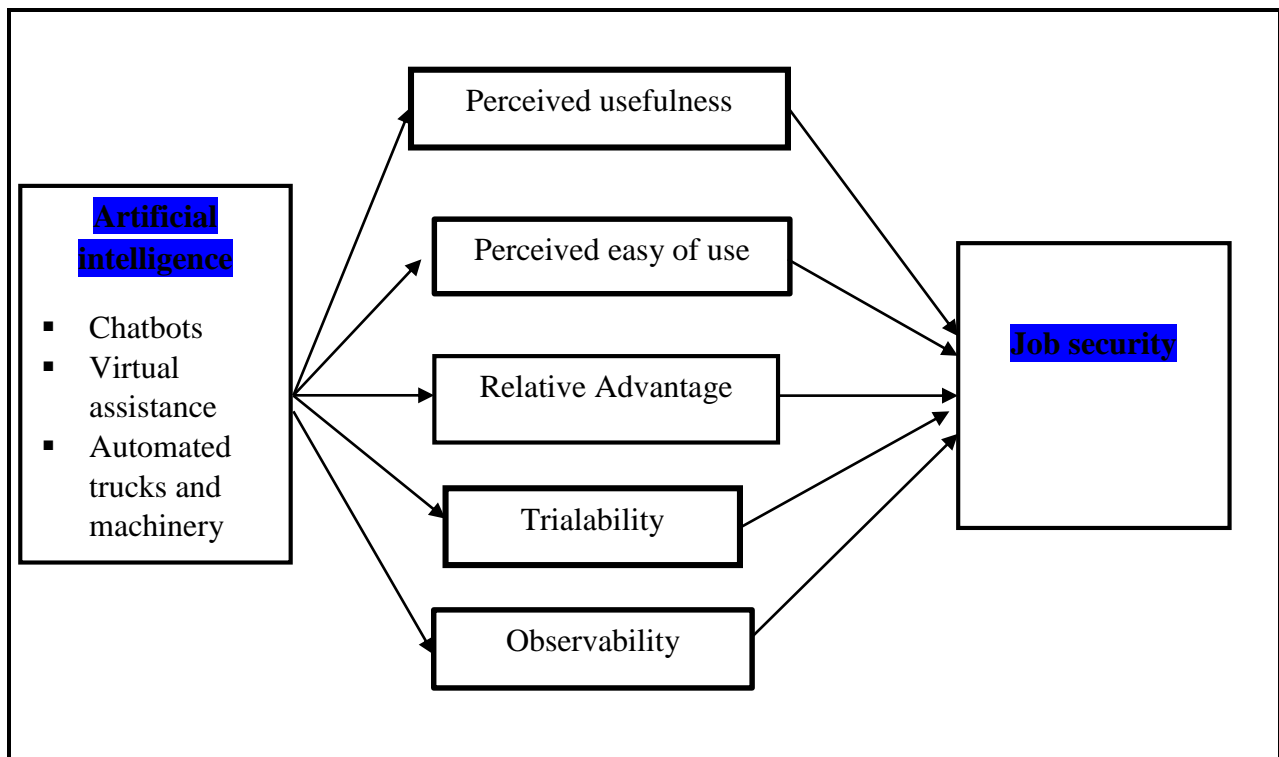 Perceived usefulness
Artificial
intelligence
▪ Chatbots
▪ Virtual
assistance
▪ Automated
trucks and
machinery
Perceived easy of use
Relative Advantage
Trialability
Observability
Job security